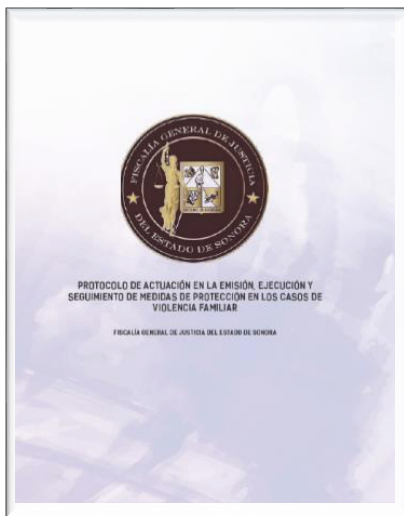 FISCALÍA GENERAL DE JUSTICIA
DEL ESTADO DE SONORA
PROTOCOLO DE ACTUACIÓN EN LA EMISIÓN, EJECUCIÓN Y
SEGUIMIENTO DE MEDIDAS DE PROTECCIÓN EN LOS CASOS DE
VIOLENCIA FAMILIAR
FISCALÍA GENERAL DE JUSTICIA DEL ESTADO DE SONORA